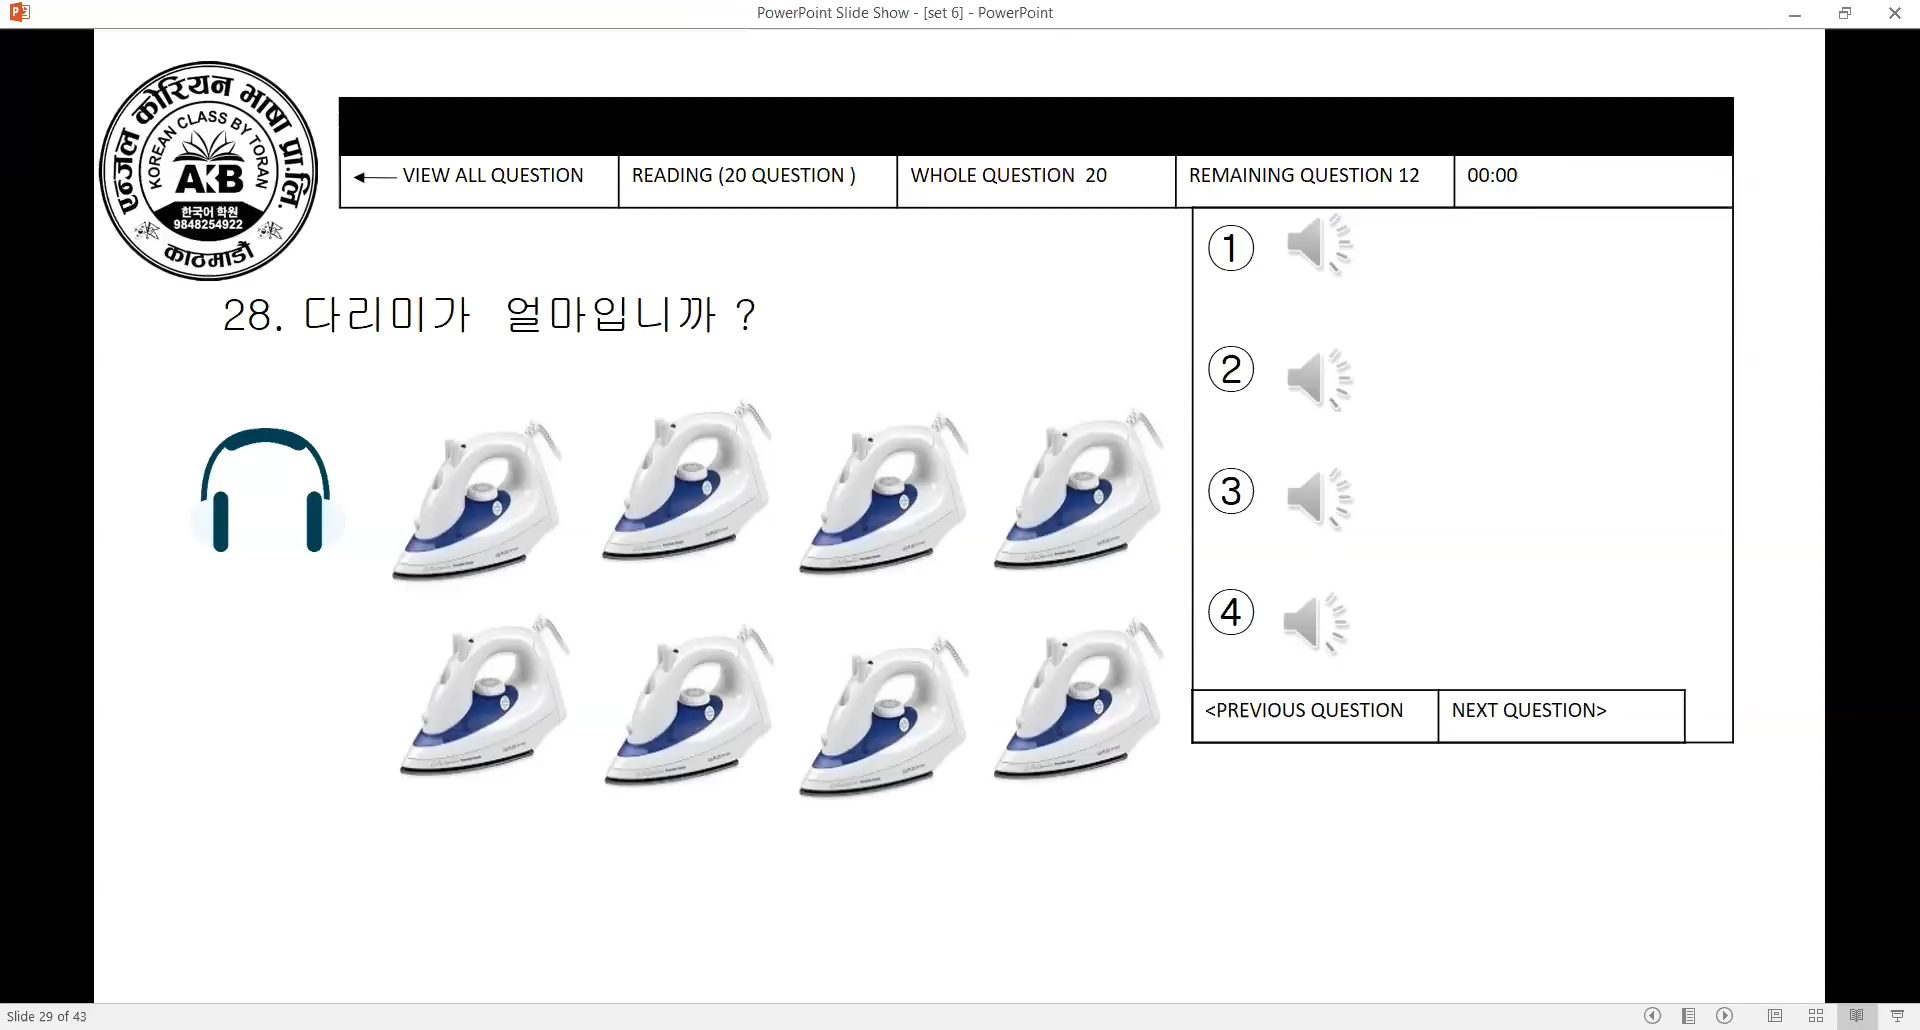 PowerPoint Slide Show - [set 6] - PowerPoint
एन्जल कोरियन भाषा प्रा.लि.
KOREAN CLASS BY TORAN
AKB
한국어 학원
9848254922
काठमाडौं
VIEW ALL QUESTION
READING (20 QUESTION )
WHOLE QUESTION 20
REMAINING QUESTION 12
00:00
28. 다리미가 얼마입니까 ?
①
②
③
④
<PREVIOUS QUESTION
NEXT QUESTION>
Slide 29 of 43